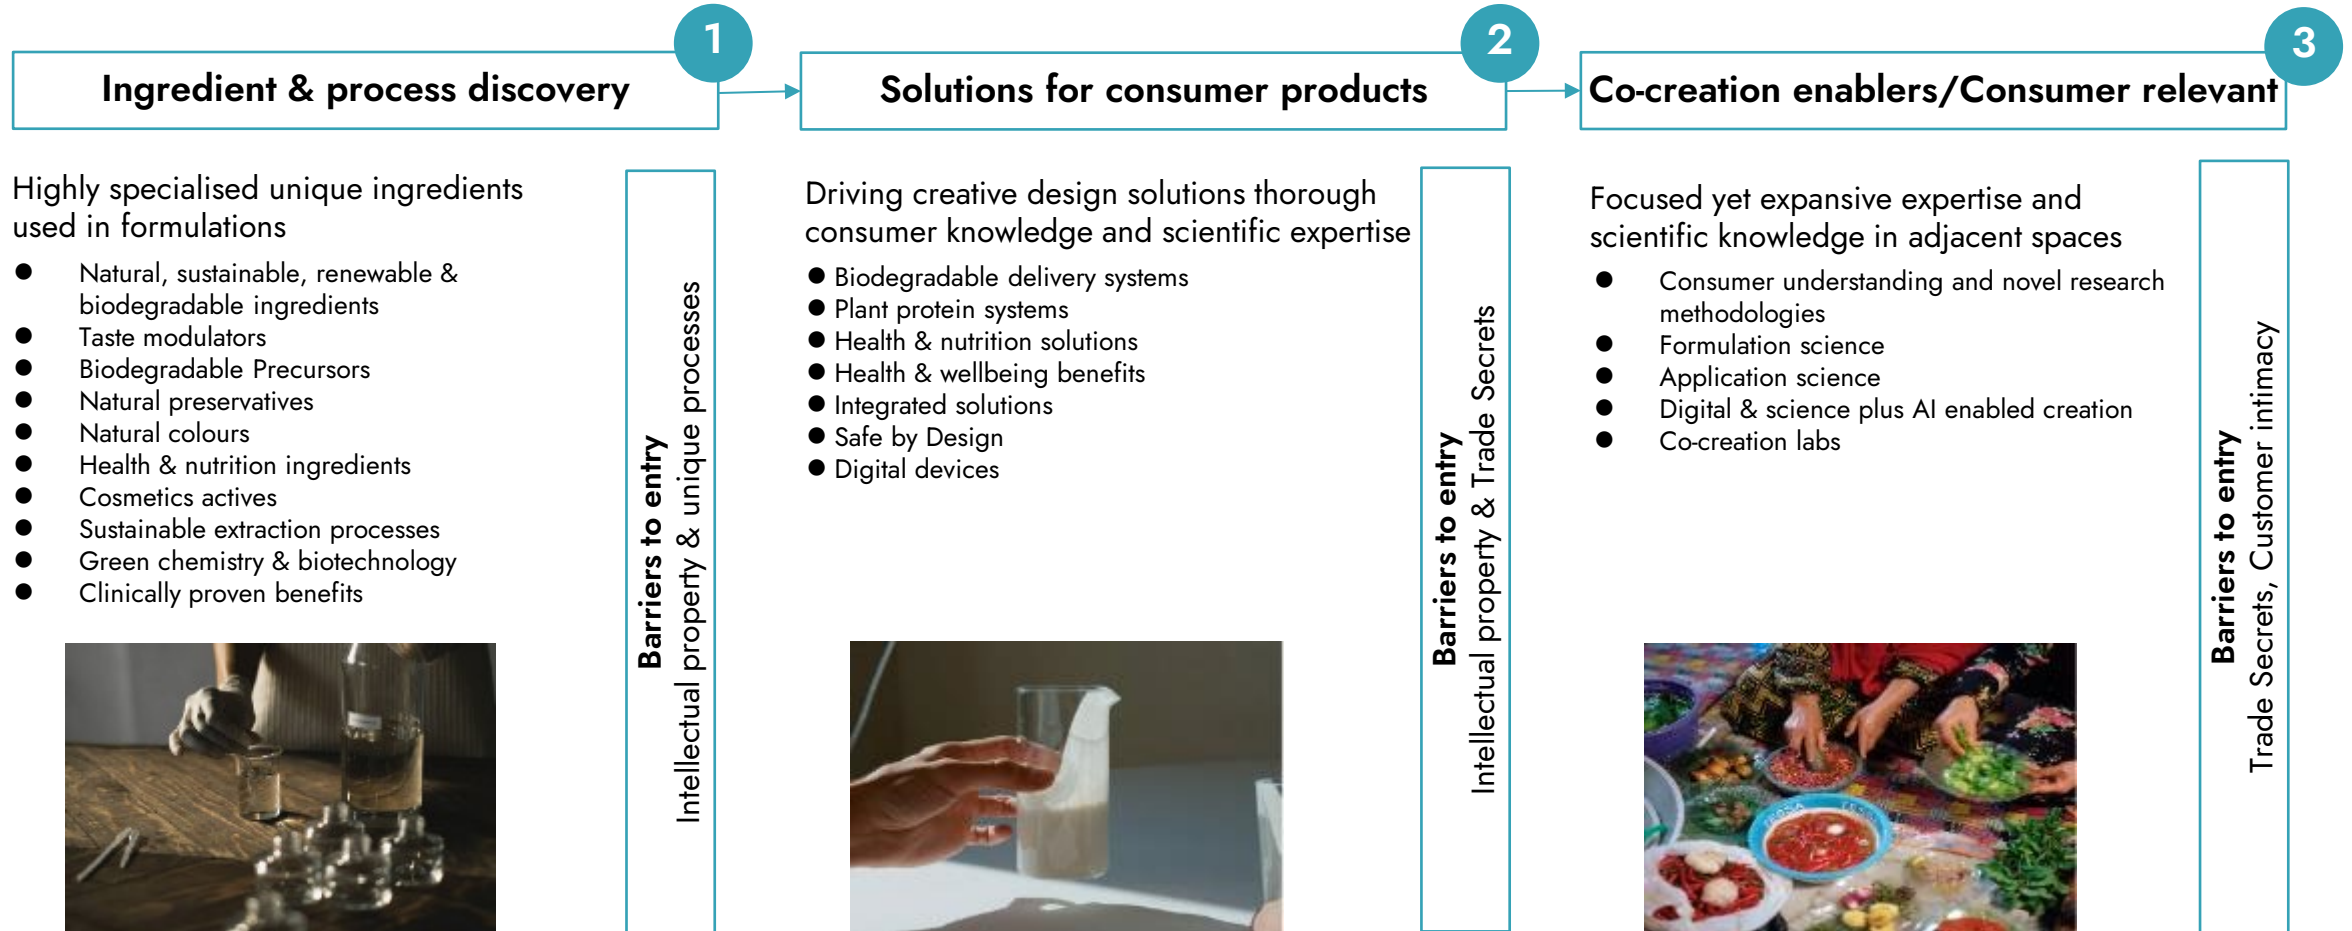 1
Ingredient & process discovery
Highly specialised unique ingredients
used in formulations
● Natural, sustainable, renewable &
biodegradable ingredients
● Taste modulators
● Biodegradable Precursors
● Natural preservatives
● Natural colours
● Health & nutrition ingredients
● Cosmetics actives
● Sustainable extraction processes
● Green chemistry & biotechnology
● Clinically proven benefits
Barriers to entry
Intellectual property & unique processes
2
Solutions for consumer products
Driving creative design solutions thorough
consumer knowledge and scientific expertise
● Biodegradable delivery systems
● Plant protein systems
● Health & nutrition solutions
● Health & wellbeing benefits
● Integrated solutions
● Safe by Design
● Digital devices
Barriers to entry
Intellectual property & Trade Secrets
3
Co-creation enablers/Consumer relevant
Focused yet expansive expertise and
scientific knowledge in adjacent spaces
● Consumer understanding and novel research
methodologies
● Formulation science
● Application science
● Digital & science plus AI enabled creation
● Co-creation labs
Barriers to entry
Trade Secrets, Customer intimacy